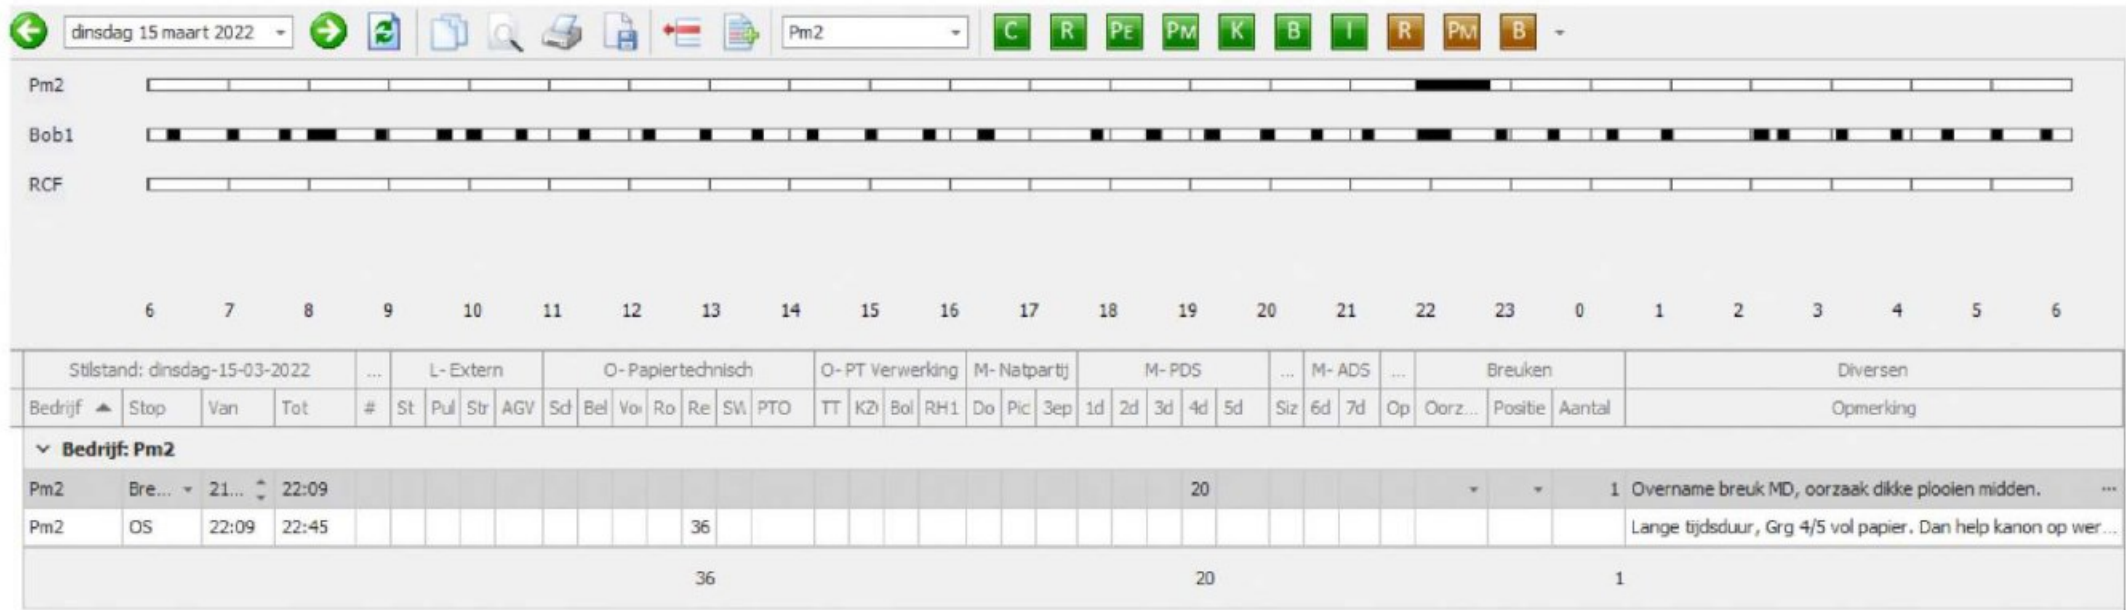 dinsdag 15 maart 2022 Pm2 C R PE PM K B I R PM B
Pm2
Bob1
RCF
6 7 8 9 10 11 12 13 14 15 16 17 18 19 20 21 22 23 0 1 2 3 4 5 6
Stilstand: dinsdag-15-03-2022 ... L- Extern O- Papiertechnisch O- PT Verwerking M- Natpartij M- PDS ... M- ADS ... Breuken Diversen
Bedrijf Stop Van Tot # St Pul Str AGV Sch Bel Vo Ro Re SW PTO TT KZ Bol RH1 Do Pic 3ep 1d 2d 3d 4d 5d Siz 6d 7d Op Oorz... Positie Aantal Opmerking
Bedrijf: Pm2
Pm2 Bre... 21... 22:09 20 1 Overname breuk MD, oorzaak dikke plooien midden. ...
Pm2 OS 22:09 22:45 36 Lange tijdsduur, Grg 4/5 vol papier. Dan help kanon op wer...
36 20 1